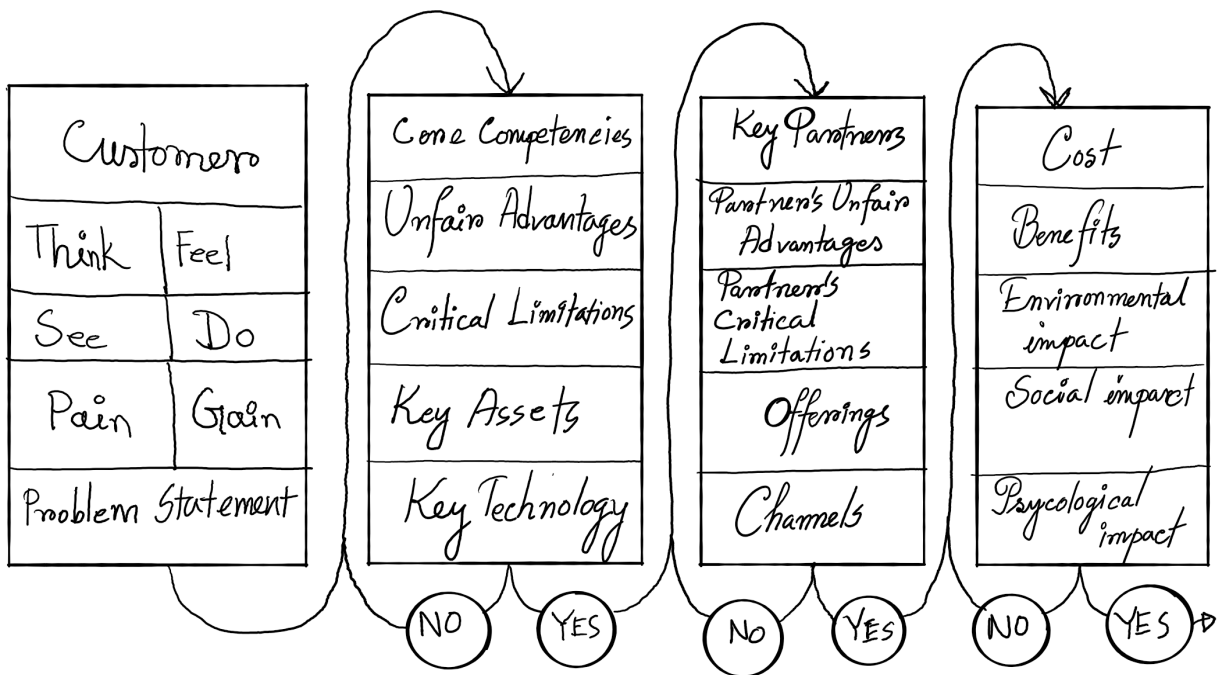 Customers
Think
Feel
See
Do
Pain
Gain
Problem Statement
Core Competencies
Unfair Advantages
Critical Limitations
Key Assets
Key Technology
NO
YES
Key Partners
Partner's Unfair
Advantages
Partner's
Critical
Limitations
Offerings
Channels
No
YES
Cost
Benefits
Environmental
impact
Social impact
Psycological
impact
NO
YES